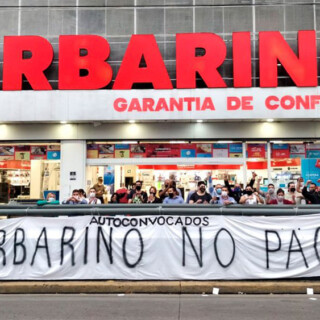 RBARIN
GARANTIA DE CONF
AUTOCONVOCADOS
RBARINO NO PAG